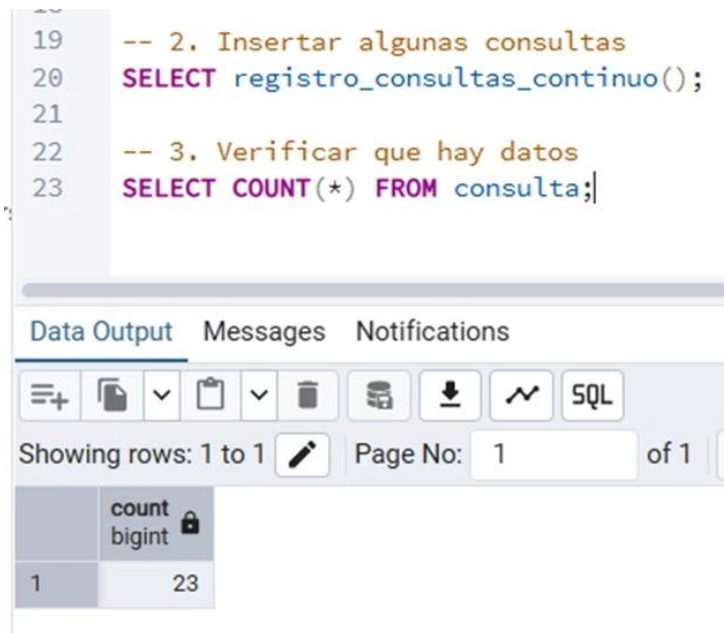 19 -- 2. Insertar algunas consultas
20 SELECT registro_consultas_continuo();
21
22 -- 3. Verificar que hay datos
23 SELECT COUNT(*) FROM consulta;
Data Output Messages Notifications
SQL
Showing rows: 1 to 1 Page No: 1 of 1
count
bigint
1 23